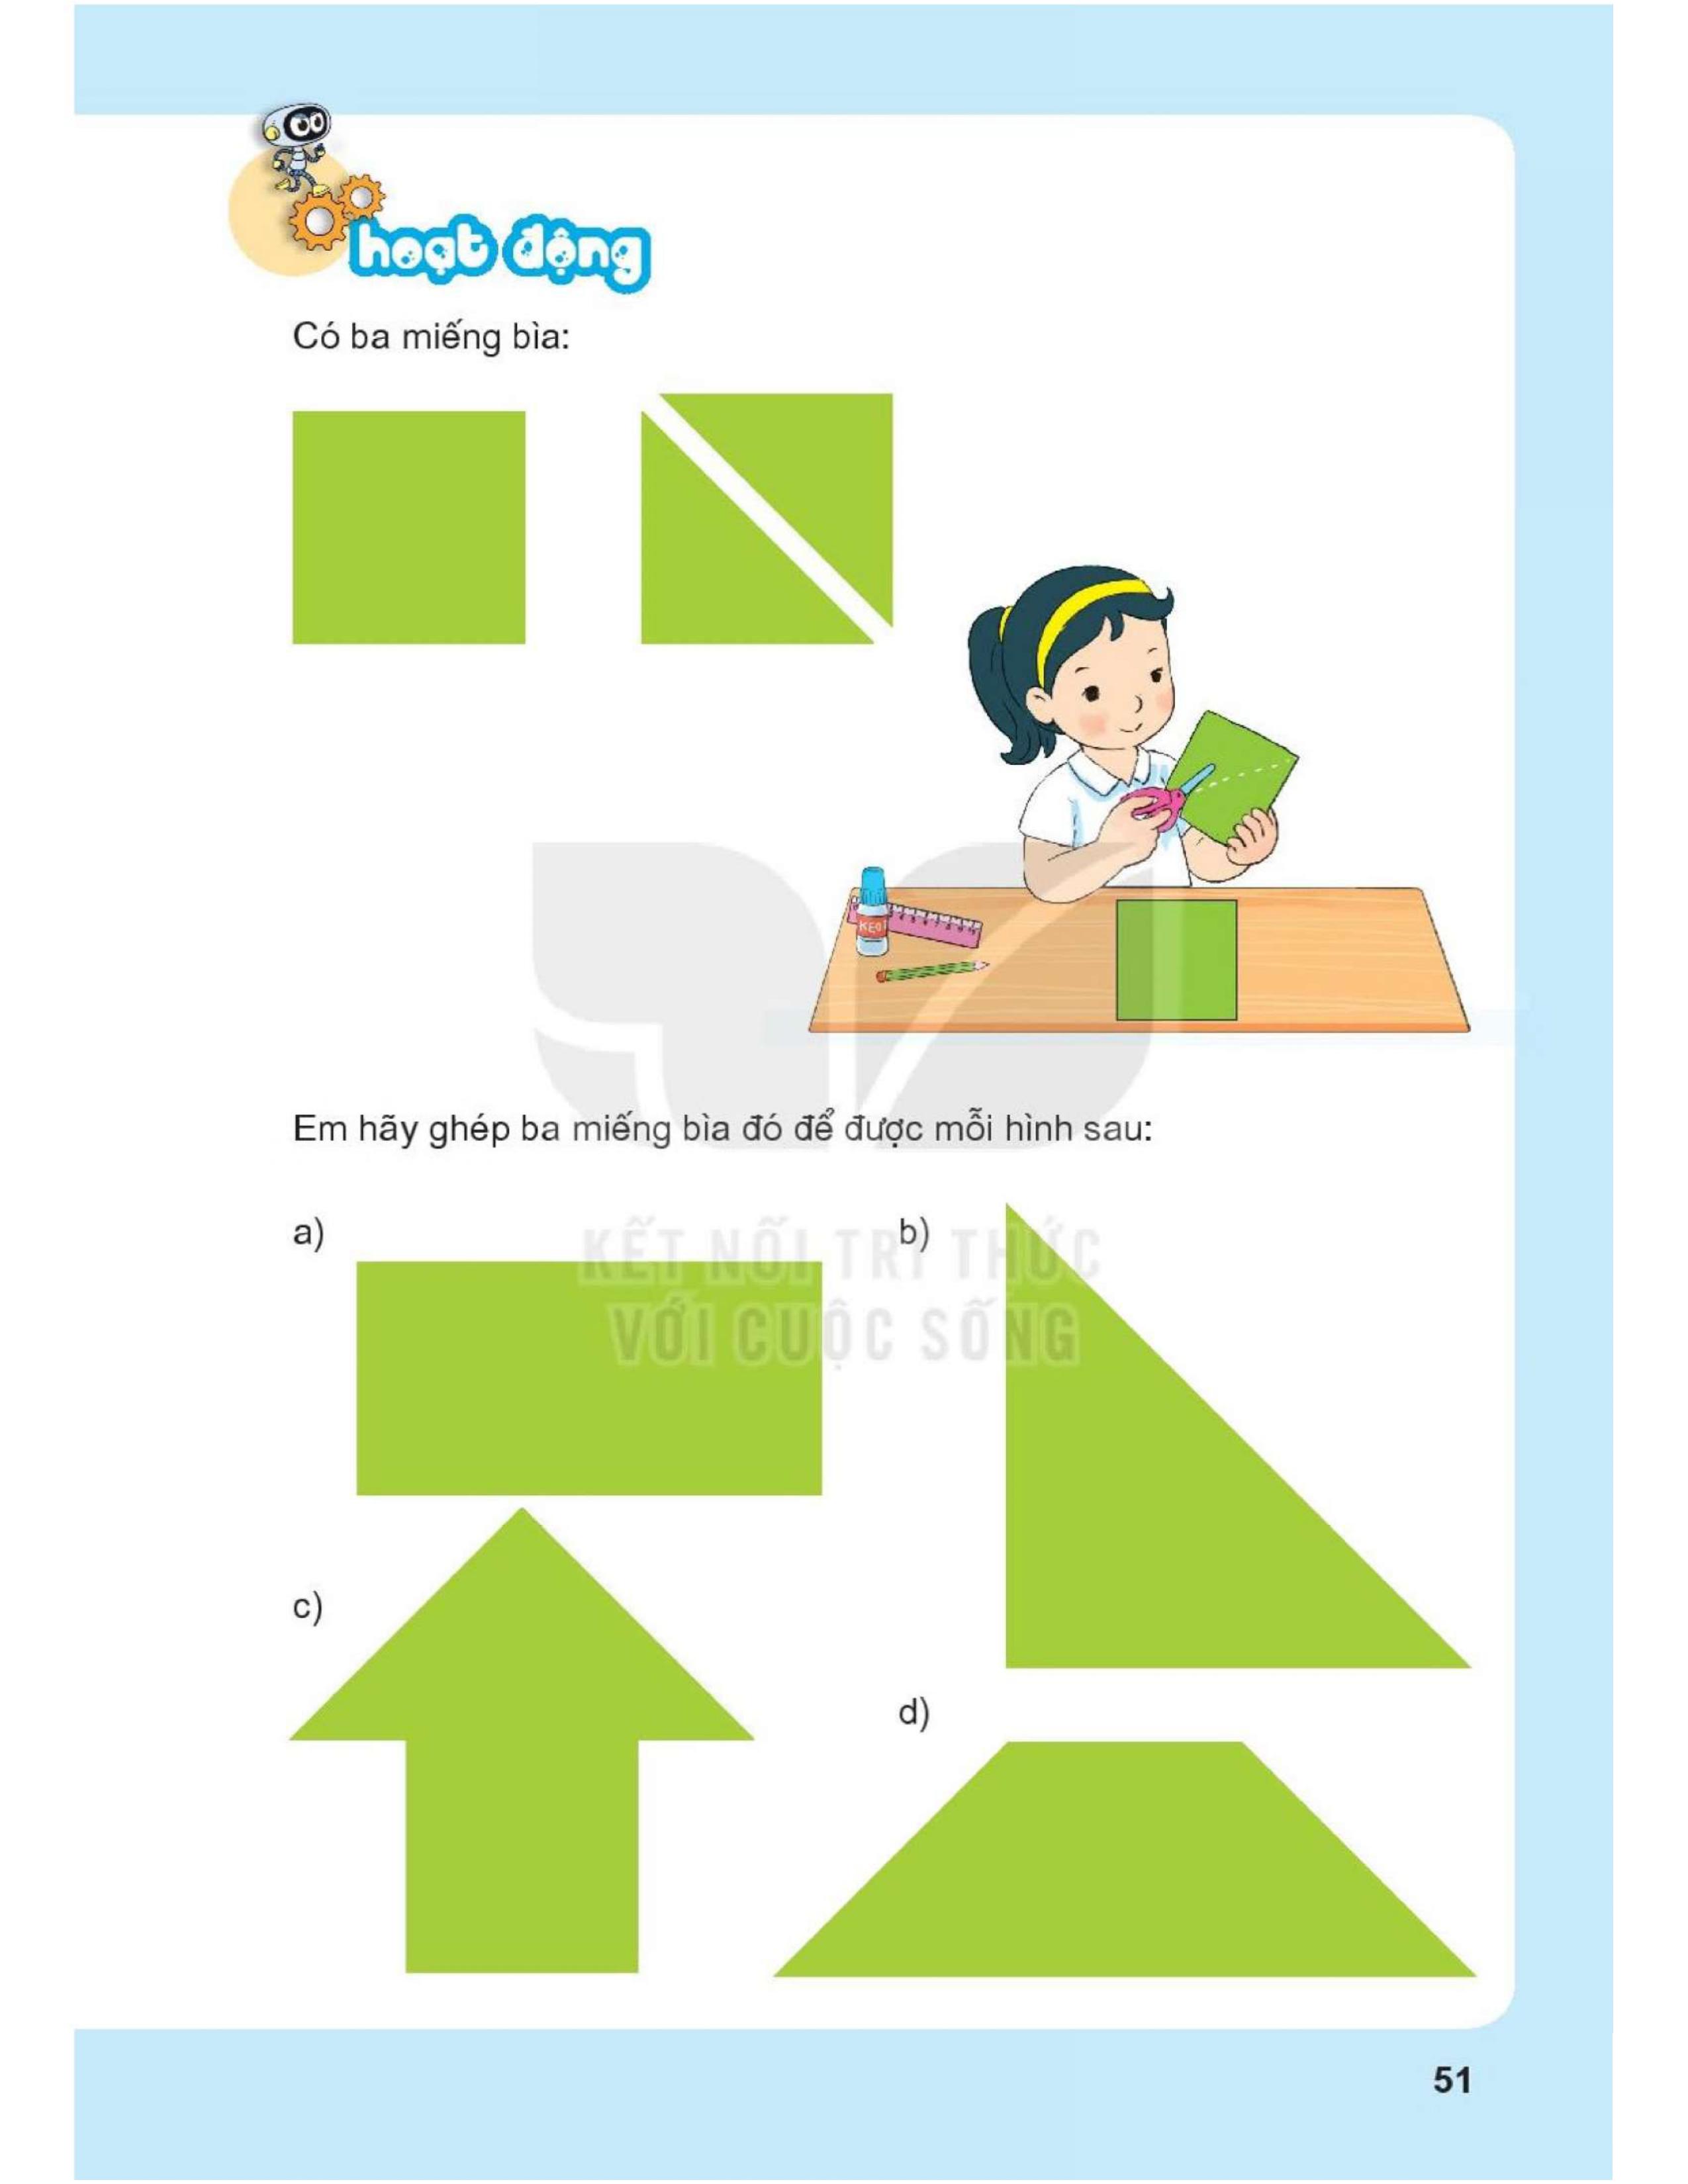 hoạt động
Có ba miếng bìa:
KEO
Em hãy ghép ba miếng bìa đó để được mỗi hình sau:
a)
b)
KẾT NỐI TRI THỨC
VỚI CUỘC SỐNG
c)
d)
51